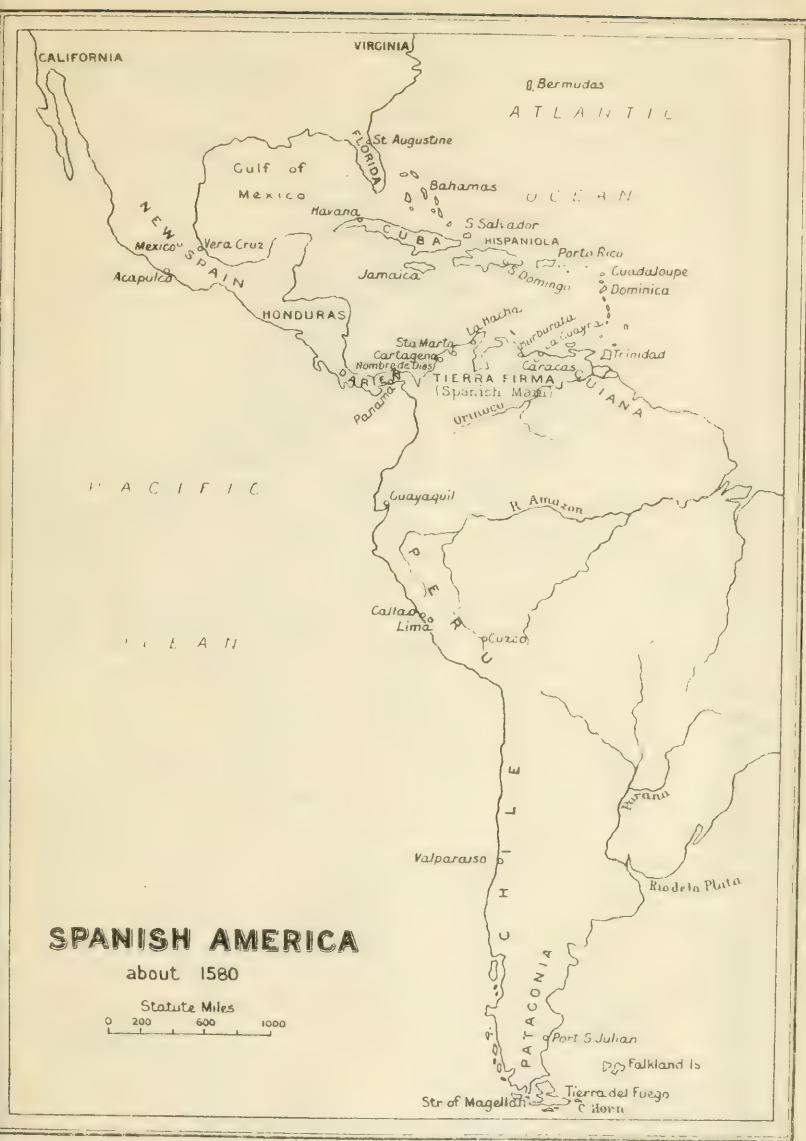 VIRGINIA
CALIFORNIA
Bermudas
ATLANTIC
OCEAN
St Augustine
FLORIDA
Gulf of
Mexico
Bahamas
Havana
CUBA
S Salvador
HISPANIOLA
NEW SPAIN
Mexico
Vera Cruz
Acapulco
Jamaica
S Domingo
Porto Rico
Guadaloupe
Dominica
HONDURAS
La Hacha
Sta Marta
Cartagena
Nombre de Dios
Burburata
La Guayra
Trinidad
Caracas
DARIEN
Panama
TIERRA FIRMA
(Spanish Main)
GUIANA
Orinoco
PACIFIC
OCEAN
Guayaquil
R Amazon
PERU
Callao
Lima
Cuzco
CHILE
Parana
Valparaiso
Rio de la Plata
SPANISH AMERICA
about 1580
Statute Miles
0 200 600 1000
PATAGONIA
Port S Julian
Falkland Is
Str of Magellan
Tierra del Fuego
C Horn